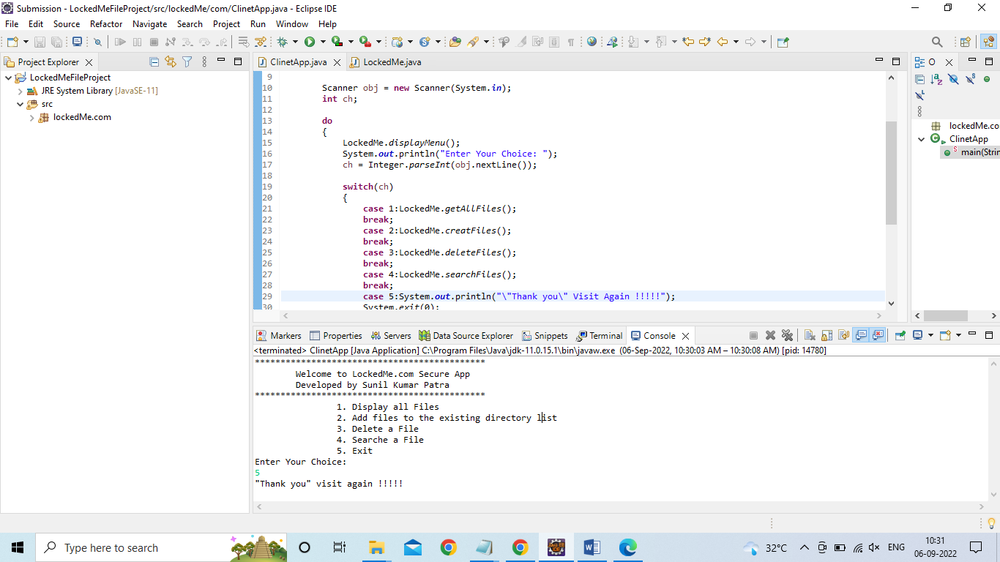 Submission - LockedMeFileProject/src/lockedMe/com/ClinetApp.java - Eclipse IDE
File Edit Source Refactor Navigate Search Project Run Window Help
Project Explorer
LockedMeFileProject
JRE System Library [JavaSE-11]
src
lockedMe.com
ClinetApp.java LockedMe.java
9
10 Scanner obj = new Scanner(System.in);
11 int ch;
12
13 do
14 {
15 LockedMe.displayMenu();
16 System.out.println("Enter Your Choice: ");
17 ch = Integer.parseInt(obj.nextLine());
18
19 switch(ch)
20 {
21 case 1:LockedMe.getAllFiles();
22 break;
23 case 2:LockedMe.creatFiles();
24 break;
25 case 3:LockedMe.deleteFiles();
26 break;
27 case 4:LockedMe.searchFiles();
28 break;
29 case 5:System.out.println("\"Thank you\" Visit Again !!!!!");
30 System.exit(0);
O
lockedMe.co
ClinetApp
main(Strin
Markers Properties Servers Data Source Explorer Snippets Terminal Console
<terminated> ClinetApp [Java Application] C:\Program Files\Java\jdk-11.0.15.1\bin\javaw.exe (06-Sep-2022, 10:30:03 AM – 10:30:08 AM) [pid: 14780]
*********************************************
Welcome to LockedMe.com Secure App
Developed by Sunil Kumar Patra
*********************************************
1. Display all Files
2. Add files to the existing directory list
3. Delete a File
4. Searche a File
5. Exit
Enter Your Choice:
5
"Thank you" visit again !!!!!
Type here to search
32°C ENG 10:31
06-09-2022